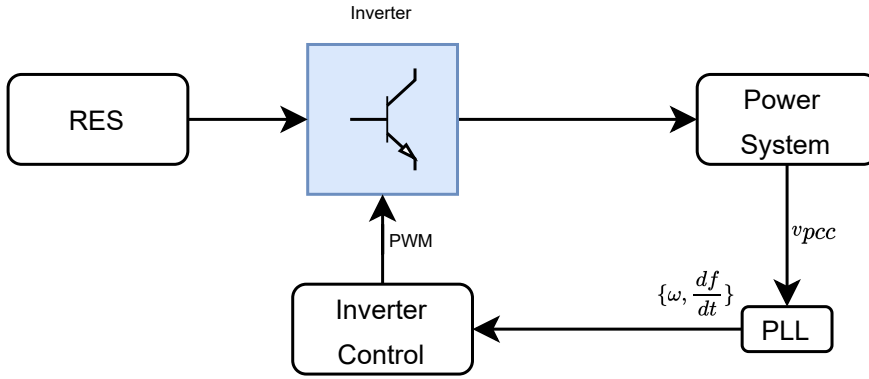 Inverter
RES
Power
System
PWM
vpcc
{ω, df/dt}
Inverter
Control
PLL